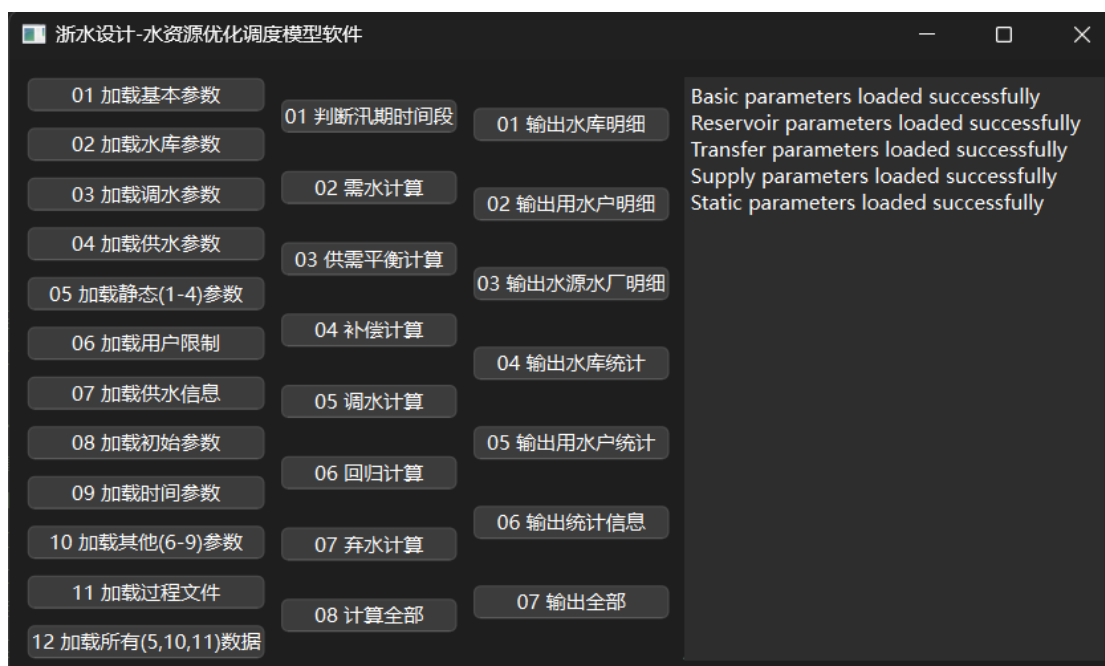 浙水设计-水资源优化调度模型软件
01 加载基本参数
02 加载水库参数
03 加载调水参数
04 加载供水参数
05 加载静态(1-4)参数
06 加载用户限制
07 加载供水信息
08 加载初始参数
09 加载时间参数
10 加载其他(6-9)参数
11 加载过程文件
12 加载所有(5,10,11)数据
01 判断汛期时间段
02 需水计算
03 供需平衡计算
04 补偿计算
05 调水计算
06 回归计算
07 弃水计算
08 计算全部
01 输出水库明细
02 输出用水户明细
03 输出水源水厂明细
04 输出水库统计
05 输出用水户统计
06 输出统计信息
07 输出全部
Basic parameters loaded successfully
Reservoir parameters loaded successfully
Transfer parameters loaded successfully
Supply parameters loaded successfully
Static parameters loaded successfully